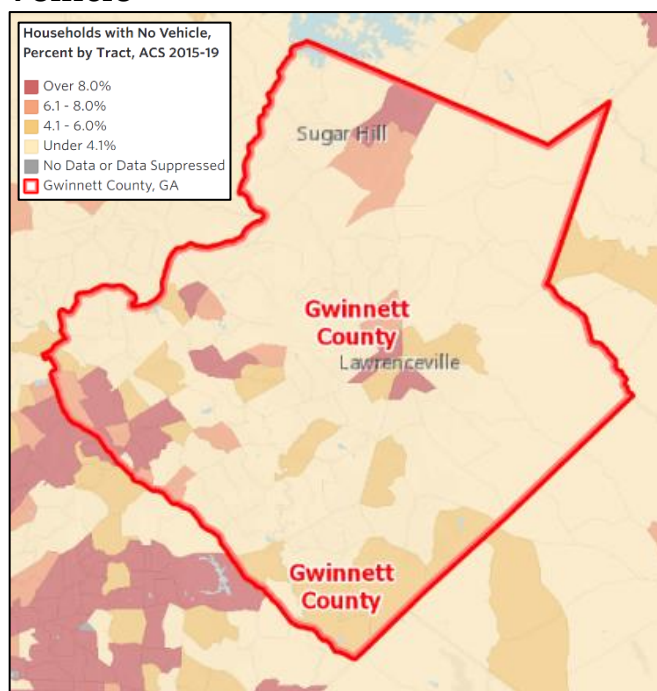 Households with No Vehicle,
Percent by Tract, ACS 2015-19
Over 8.0%
6.1 - 8.0%
4.1 - 6.0%
Under 4.1%
No Data or Data Suppressed
Gwinnett County, GA
Sugar Hill
Gwinnett
County
Lawrenceville
Gwinnett
County